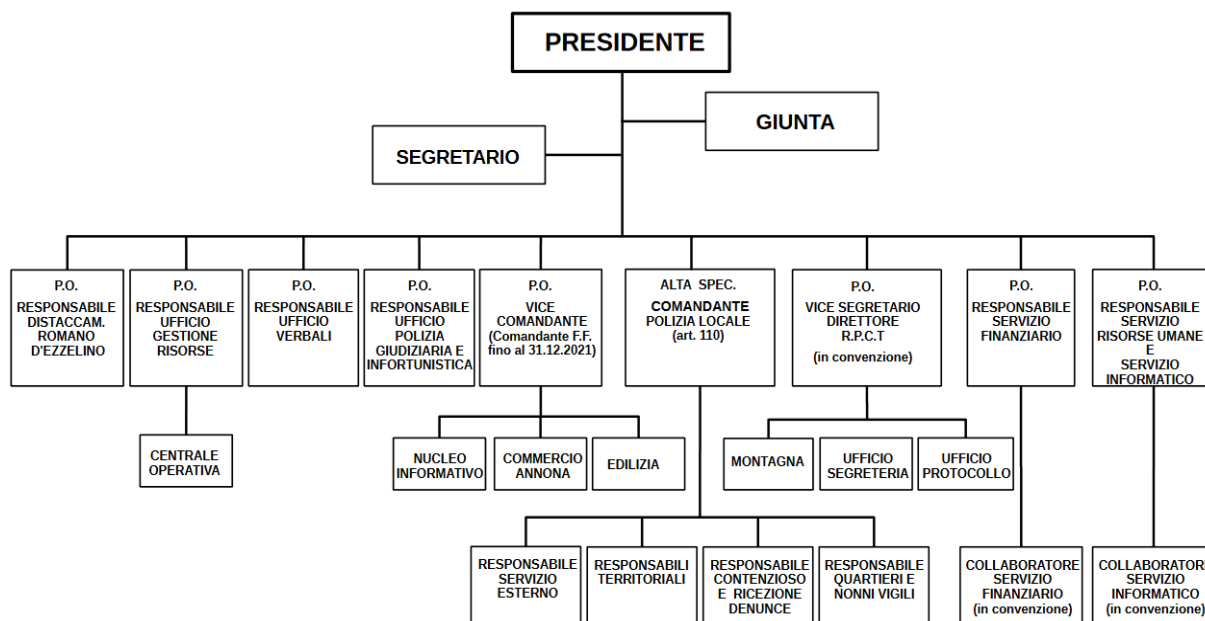 PRESIDENTE
GIUNTA
SEGRETARIO
P.O.
RESPONSABILE
DISTACCAM.
ROMANO
D'EZZELINO
P.O.
RESPONSABILE
UFFICIO
GESTIONE
RISORSE
P.O.
RESPONSABILE
UFFICIO
VERBALI
P.O.
RESPONSABILE
UFFICIO
POLIZIA
GIUDIZIARIA E
INFORTUNISTICA
P.O.
VICE
COMANDANTE
(Comandante F.F.
fino al 31.12.2021)
ALTA SPEC.
COMANDANTE
POLIZIA LOCALE
(art. 110)
P.O.
VICE SEGRETARIO
DIRETTORE
R.P.C.T
(in convenzione)
P.O.
RESPONSABILE
SERVIZIO
FINANZIARIO
P.O.
RESPONSABILE
SERVIZIO
RISORSE UMANE
E
SERVIZIO
INFORMATICO
CENTRALE
OPERATIVA
NUCLEO
INFORMATIVO
COMMERCIO
ANNONA
EDILIZIA
MONTAGNA
UFFICIO
SEGRETERIA
UFFICIO
PROTOCOLLO
RESPONSABILE
SERVIZIO
ESTERNO
RESPONSABILI
TERRITORIALI
RESPONSABILE
CONTENZIOSO
E RICEZIONE
DENUNCE
RESPONSABILE
QUARTIERI E
NONNI VIGILI
COLLABORATORE
SERVIZIO
FINANZIARIO
(in convenzione)
COLLABORATORE
SERVIZIO
INFORMATICO
(in convenzione)